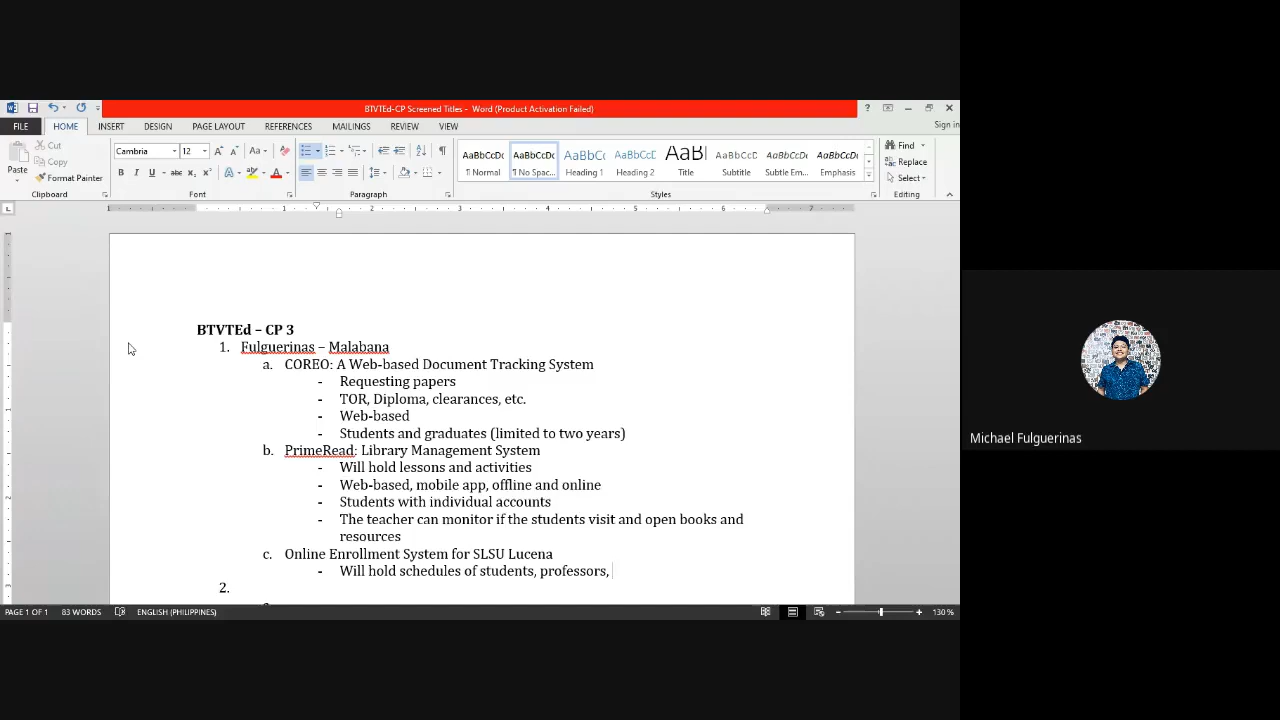 BTVTEd-CP Screened Titles - Word (Product Activation Failed)
FILE HOME INSERT DESIGN PAGE LAYOUT REFERENCES MAILINGS REVIEW VIEW Sign in
Paste
Cut
Copy
Format Painter
Clipboard
Cambria 12
Font
Paragraph
AaBbCcDc AaBbCcDc AaBbCc AaBbCcD AaBl AaBbCcD AaBbCcDc AaBbCcDc
¶ Normal ¶ No Spac... Heading 1 Heading 2 Title Subtitle Subtle Em... Emphasis
Styles
Find
Replace
Select
Editing
BTVTEd – CP 3
1. Fulguerinas – Malabana
a. COREO: A Web-based Document Tracking System
- Requesting papers
- TOR, Diploma, clearances, etc.
- Web-based
- Students and graduates (limited to two years)
b. PrimeRead: Library Management System
- Will hold lessons and activities
- Web-based, mobile app, offline and online
- Students with individual accounts
- The teacher can monitor if the students visit and open books and
resources
c. Online Enrollment System for SLSU Lucena
- Will hold schedules of students, professors,
2.
PAGE 1 OF 1 83 WORDS ENGLISH (PHILIPPINES) 130 %
Michael Fulguerinas